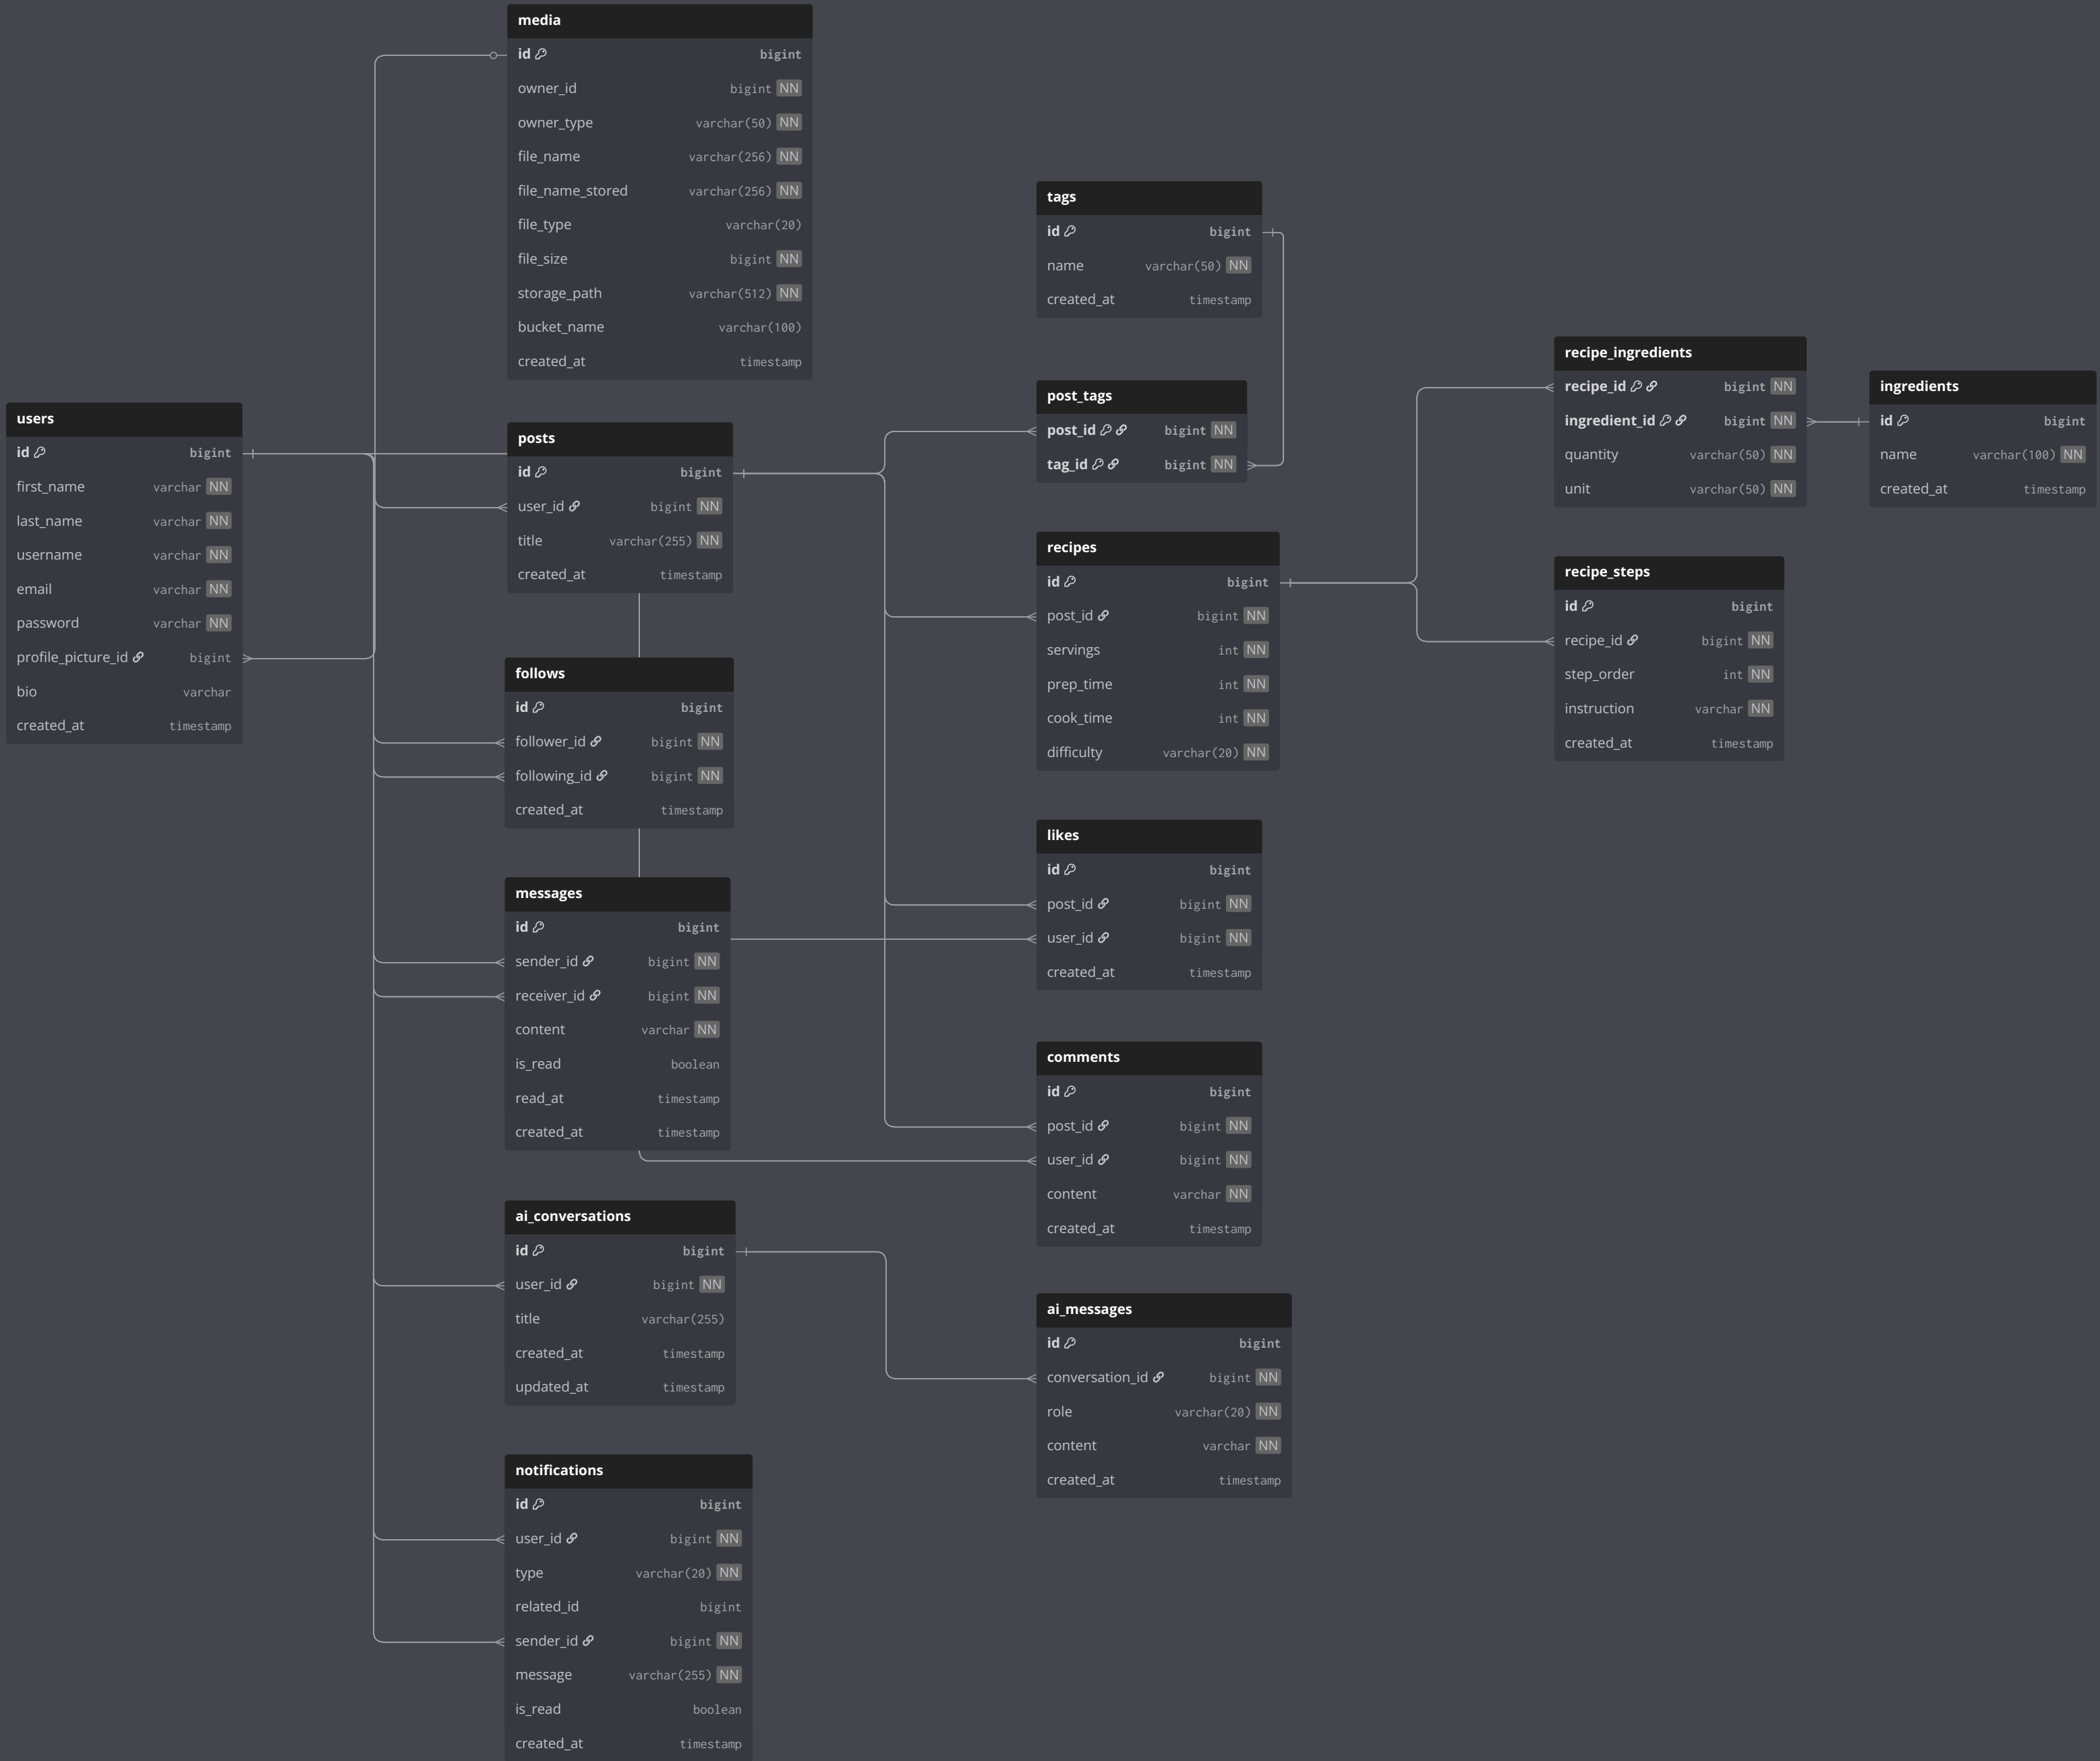 media
id bigint
owner_id bigint NN
owner_type varchar(50) NN
file_name varchar(256) NN
file_name_stored varchar(256) NN
file_type varchar(20)
file_size bigint NN
storage_path varchar(512) NN
bucket_name varchar(100)
created_at timestamp
users
id bigint
first_name varchar NN
last_name varchar NN
username varchar NN
email varchar NN
password varchar NN
profile_picture_id bigint
bio varchar
created_at timestamp
posts
id bigint
user_id bigint NN
title varchar(255) NN
created_at timestamp
follows
id bigint
follower_id bigint NN
following_id bigint NN
created_at timestamp
messages
id bigint
sender_id bigint NN
receiver_id bigint NN
content varchar NN
is_read boolean
read_at timestamp
created_at timestamp
ai_conversations
id bigint
user_id bigint NN
title varchar(255)
created_at timestamp
updated_at timestamp
notifications
id bigint
user_id bigint NN
type varchar(20) NN
related_id bigint
sender_id bigint NN
message varchar(255) NN
is_read boolean
created_at timestamp
tags
id bigint
name varchar(50) NN
created_at timestamp
post_tags
post_id bigint NN
tag_id bigint NN
recipes
id bigint
post_id bigint NN
servings int NN
prep_time int NN
cook_time int NN
difficulty varchar(20) NN
likes
id bigint
post_id bigint NN
user_id bigint NN
created_at timestamp
comments
id bigint
post_id bigint NN
user_id bigint NN
content varchar NN
created_at timestamp
ai_messages
id bigint
conversation_id bigint NN
role varchar(20) NN
content varchar NN
created_at timestamp
recipe_ingredients
recipe_id bigint NN
ingredient_id bigint NN
quantity varchar(50) NN
unit varchar(50) NN
recipe_steps
id bigint
recipe_id bigint NN
step_order int NN
instruction varchar NN
created_at timestamp
ingredients
id bigint
name varchar(100) NN
created_at timestamp